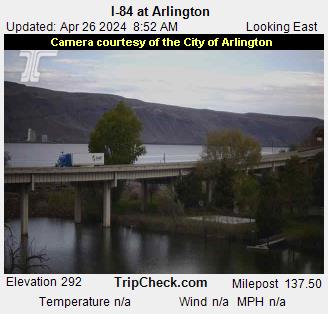 I-84 at Arlington
Updated: Apr 26 2024 8:52 AM Looking East
Camera courtesy of the City of Arlington
Elevation 292 TripCheck.com Milepost 137.50
Temperature n/a Wind n/a MPH n/a